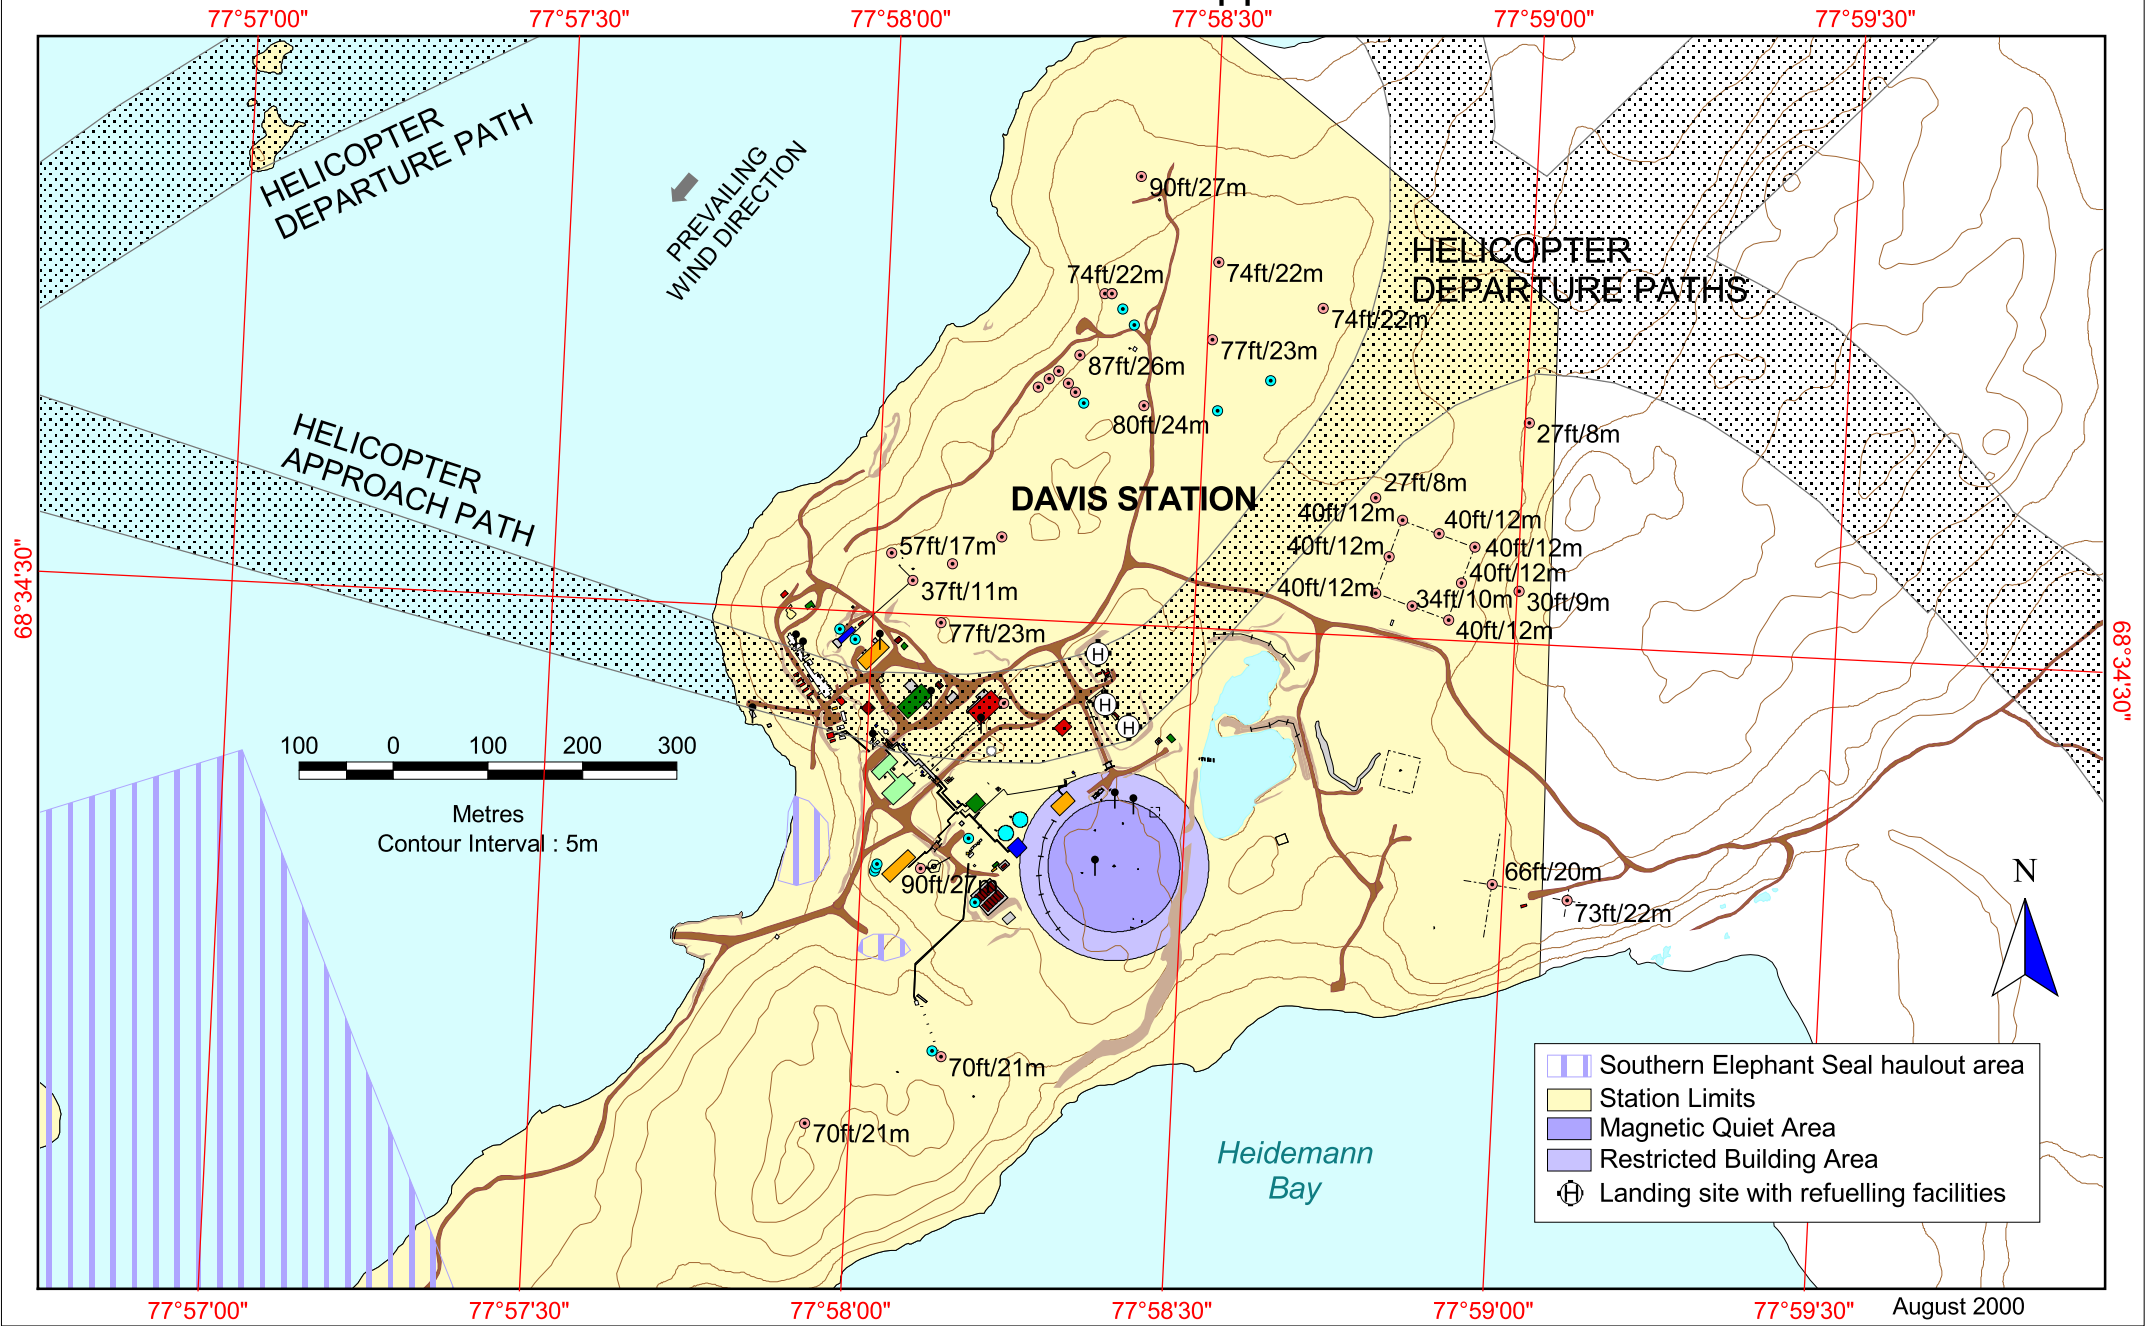 77°57'00"
77°57'30"
77°58'00"
77°58'30"
77°59'00"
77°59'30"
HELICOPTER
DEPARTURE PATH
PREVAILING
WIND DIRECTION
90ft/27m
74ft/22m
74ft/22m
74ft/22m
HELICOPTER
DEPARTURE PATHS
77ft/23m
87ft/26m
80ft/24m
27ft/8m
HELICOPTER
APPROACH PATH
DAVIS STATION
27ft/8m
40ft/12m
40ft/12m
40ft/12m
40ft/12m
40ft/12m
40ft/12m
34ft/10m
30ft/9m
40ft/12m
57ft/17m
37ft/11m
77ft/23m
68°34'30"
68°34'30"
H
H
H
100 0 100 200 300
Metres
Contour Interval : 5m
90ft/27m
66ft/20m
73ft/22m
N
70ft/21m
70ft/21m
Heidemann
Bay
Southern Elephant Seal haulout area
Station Limits
Magnetic Quiet Area
Restricted Building Area
H Landing site with refuelling facilities
77°57'00"
77°57'30"
77°58'00"
77°58'30"
77°59'00"
77°59'30"
August 2000